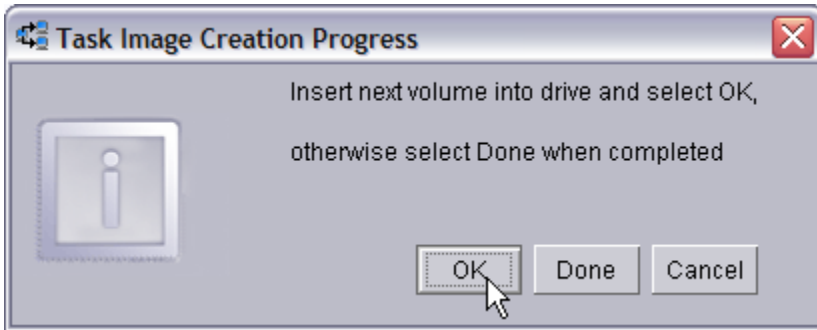 Task Image Creation Progress
Insert next volume into drive and select OK,
otherwise select Done when completed
OK Done Cancel